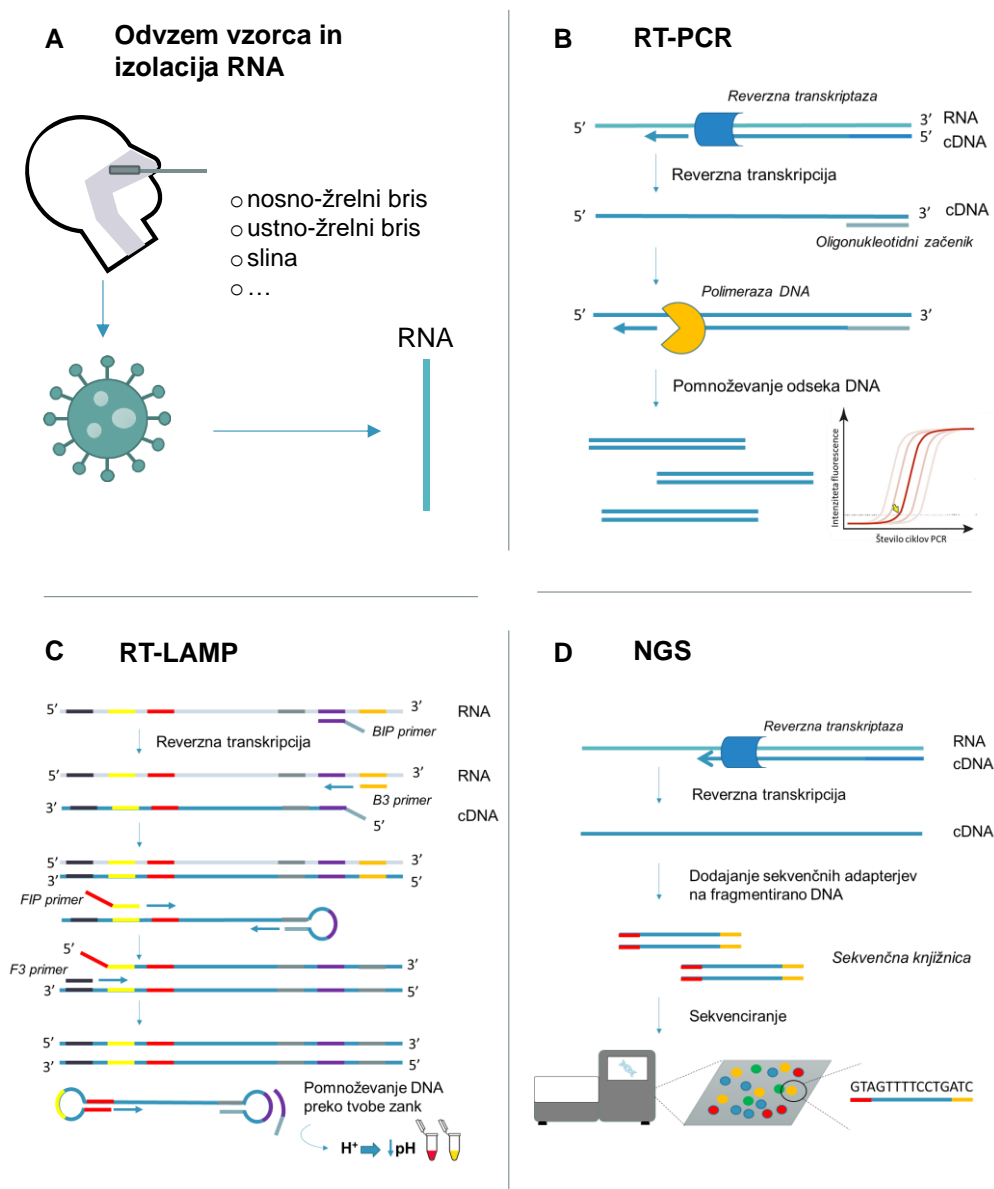 A Odvzem vzorca in
izolacija RNA
○ nosno-žrelni bris
○ ustno-žrelni bris
○ slina
○ …
RNA
B RT-PCR
Reverzna transkriptaza
5’ 3’ RNA
5’ cDNA
Reverzna transkripcija
5’ 3’ cDNA
Oligonukleotidni začenik
Polimeraza DNA
5’ 3’
Pomnoževanje odseka DNA
Intenziteta fluorescence
Število ciklov PCR
C RT-LAMP
5’ 3’ RNA
BIP primer
Reverzna transkripcija
5’ 3’ RNA
B3 primer
3’ cDNA
5’
5’ 3’
3’ 5’
FIP primer
5’
3’
F3 primer
3’ 5’
5’ 3’
3’ 5’
Pomnoževanje DNA
preko tvobe zank
H⁺ pH
D NGS
Reverzna transkriptaza
RNA
cDNA
Reverzna transkripcija
cDNA
Dodajanje sekvenčnih adapterjev
na fragmentirano DNA
Sekvenčna knjižnica
Sekvenciranje
GTAGTTTTCCTGATC